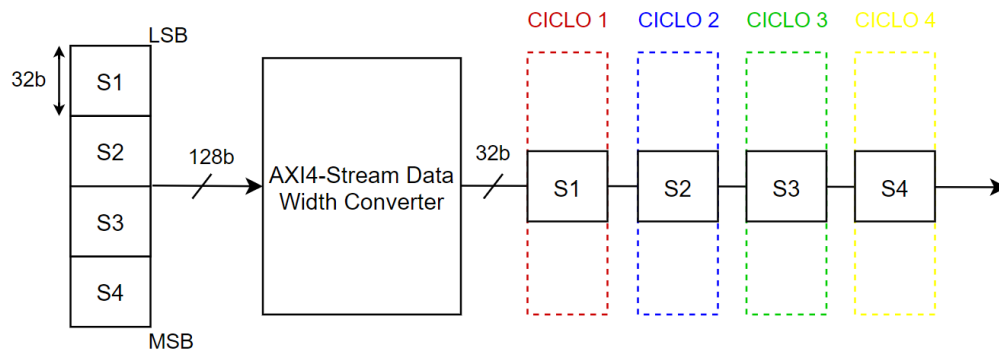 CICLO 1
CICLO 2
CICLO 3
CICLO 4
LSB
32b
S1
S2
S3
S4
MSB
128b
AXI4-Stream Data
Width Converter
32b
S1
S2
S3
S4